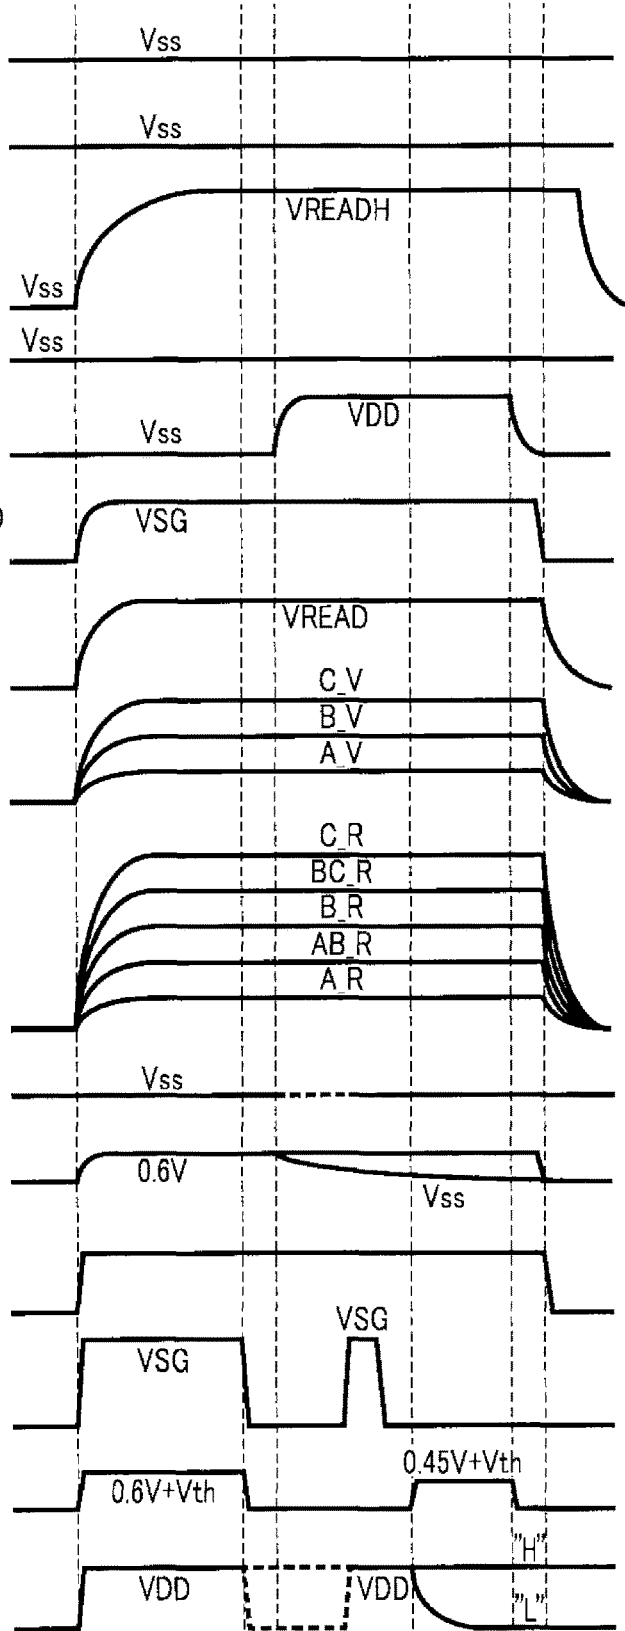 Vss
Vss
VREADH
Vss
Vss
VDD
Vss
VSG
VREAD
C_V
B_V
A_V
C_R
BC_R
B_R
AB_R
A_R
Vss
0.6V
Vss
VSG
VSG
0.45V+Vth
0.6V+Vth
"H"
VDD VDD "L"